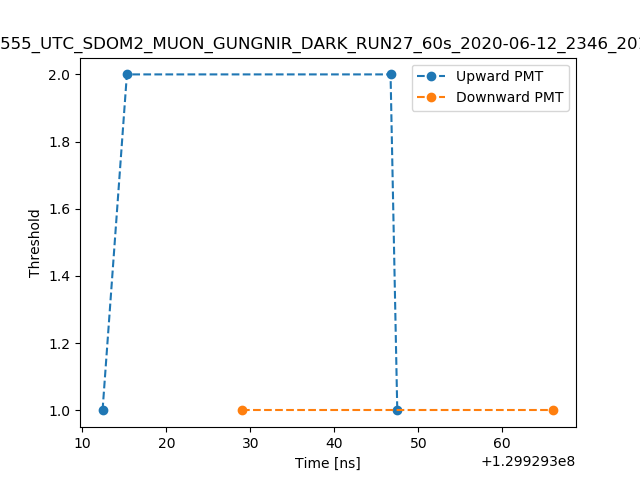 555_UTC_SDOM2_MUON_GUNGNIR_DARK_RUN27_60s_2020-06-12_2346_20
Upward PMT
Downward PMT
2.0
1.8
1.6
1.4
1.2
1.0
Threshold
10 20 30 40 50 60
Time [ns]
+1.299293e8